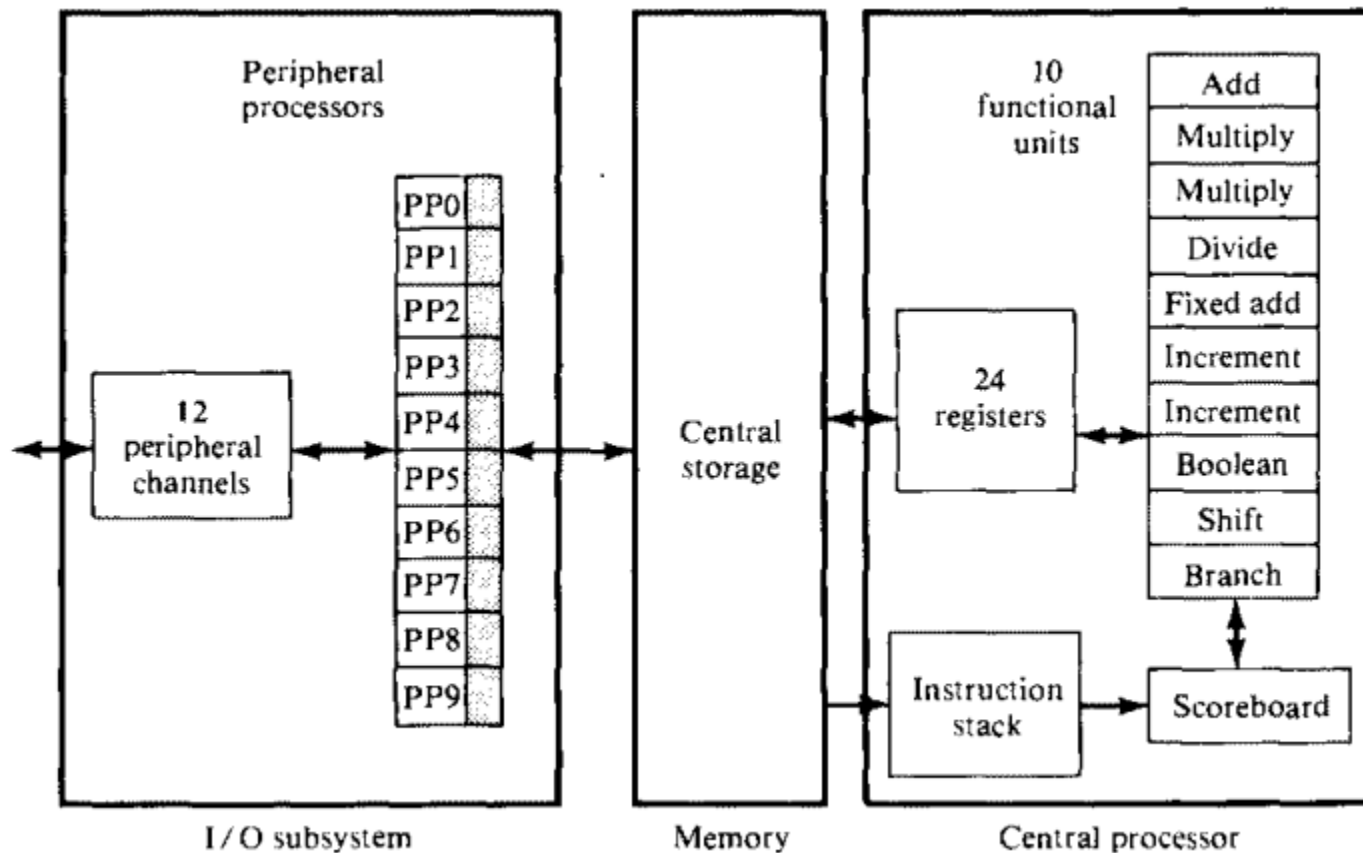 Peripheral
processors
PP0
PP1
PP2
PP3
PP4
PP5
PP6
PP7
PP8
PP9
12
peripheral
channels
I/O subsystem
Central
storage
Memory
10
functional
units
Add
Multiply
Multiply
Divide
Fixed add
Increment
Increment
Boolean
Shift
Branch
24
registers
Instruction
stack
Scoreboard
Central processor